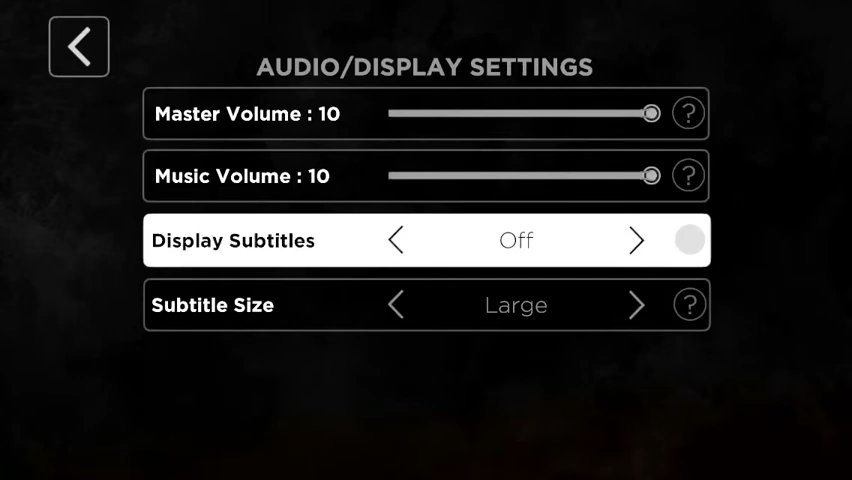 AUDIO/DISPLAY SETTINGS
Master Volume : 10 ?
Music Volume : 10 ?
Display Subtitles Off
Subtitle Size Large ?